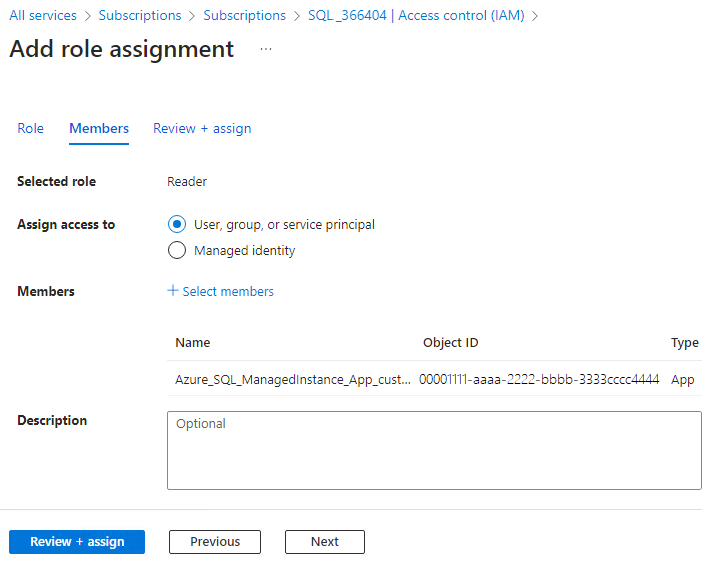 All services > Subscriptions > Subscriptions > SQL_366404 | Access control (IAM) >
Add role assignment ...
Role Members Review + assign
Selected role Reader
Assign access to User, group, or service principal
Managed identity
Members + Select members
Name Object ID Type
Azure_SQL_ManagedInstance_App_cust... 00001111-aaaa-2222-bbbb-3333cccc4444 App
Description Optional
Review + assign Previous Next